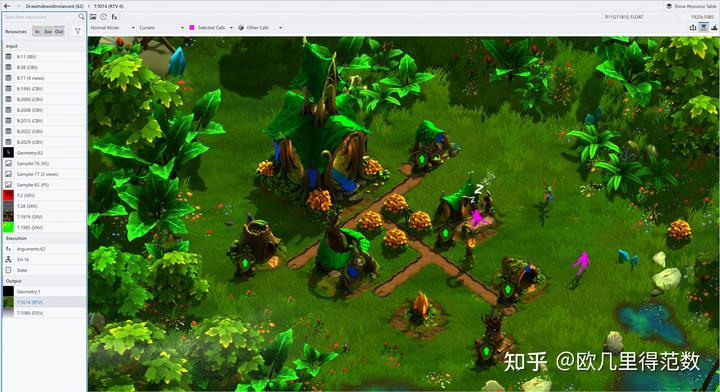 DrawIndexedInstanced (62)
T:1074 (RTV 0)
Show Resource Table
Type filter expression
R11G11B10_FLOAT
1920x1080
Resources
In
Exe
Out
Normal Mode
Current
Selected Calls
Other Calls
Input
B:11 (IBV)
B:38 (CBV)
B:71 (4 views)
B:1995 (CBV)
B:2000 (CBV)
B:2008 (CBV)
B:2015 (CBV)
B:2022 (CBV)
B:2029 (CBV)
Geometry:62
Sampler:76 (VS)
Sampler:77 (2 views)
Sampler:85 (PS)
T:2 (SRV)
T:28 (SRV)
T:1979 (SRV)
T:1985 (SRV)
Execution
Arguments:62
SH:16
State
Output
Geometry:1
T:1074 (RTV)
T:1080 (DSV)
z
Z
知乎 @欧几里得范数